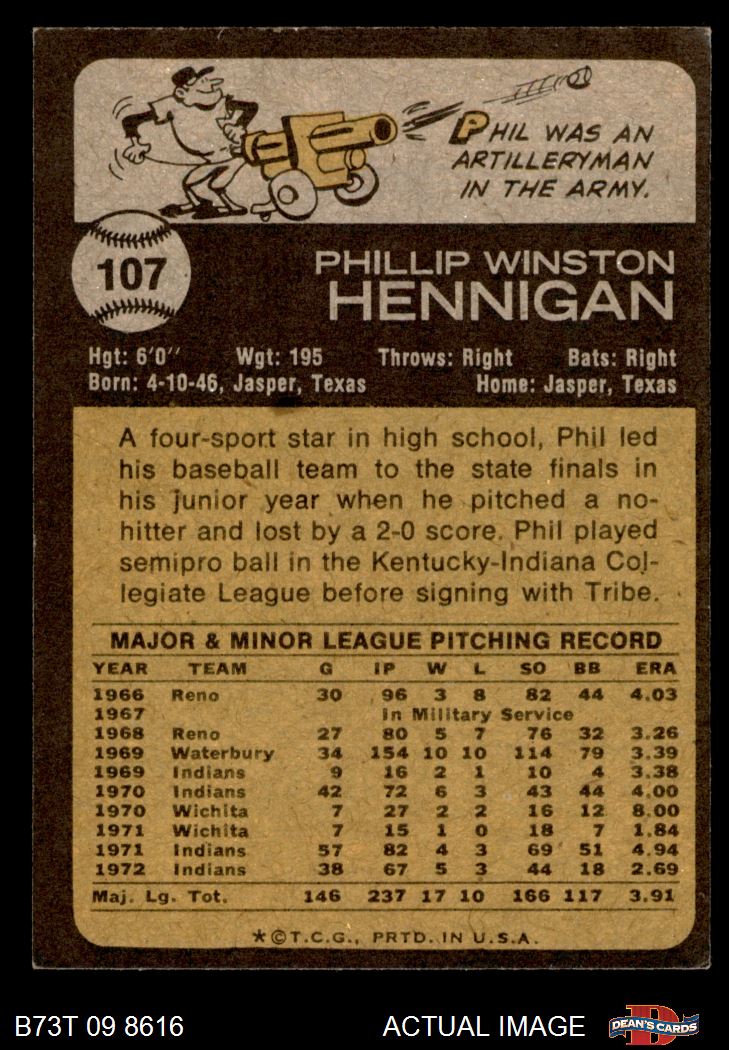 PHIL WAS AN
ARTILLERYMAN
IN THE ARMY.
107
PHILLIP WINSTON
HENNIGAN
Hgt: 6'0" Wgt: 195 Throws: Right Bats: Right
Born: 4-10-46, Jasper, Texas Home: Jasper, Texas
A four-sport star in high school, Phil led
his baseball team to the state finals in
his junior year when he pitched a no-
hitter and lost by a 2-0 score. Phil played
semipro ball in the Kentucky-Indiana Col-
legiate League before signing with Tribe.
MAJOR & MINOR LEAGUE PITCHING RECORD
YEAR TEAM G IP W L SO BB ERA
1966 Reno 30 96 3 8 82 44 4.03
1967 In Military Service
1968 Reno 27 80 5 7 76 32 3.26
1969 Waterbury 34 154 10 10 114 79 3.39
1969 Indians 9 16 2 1 10 4 3.38
1970 Indians 42 72 6 3 43 44 4.00
1970 Wichita 7 27 2 2 16 12 8.00
1971 Wichita 7 15 1 0 18 7 1.84
1971 Indians 57 82 4 3 69 51 4.94
1972 Indians 38 67 5 3 44 18 2.69
Maj. Lg. Tot. 146 237 17 10 166 117 3.91
★©T.C.G., PRTD. IN U.S.A.
B73T 09 8616 ACTUAL IMAGE DEAN'S CARDS